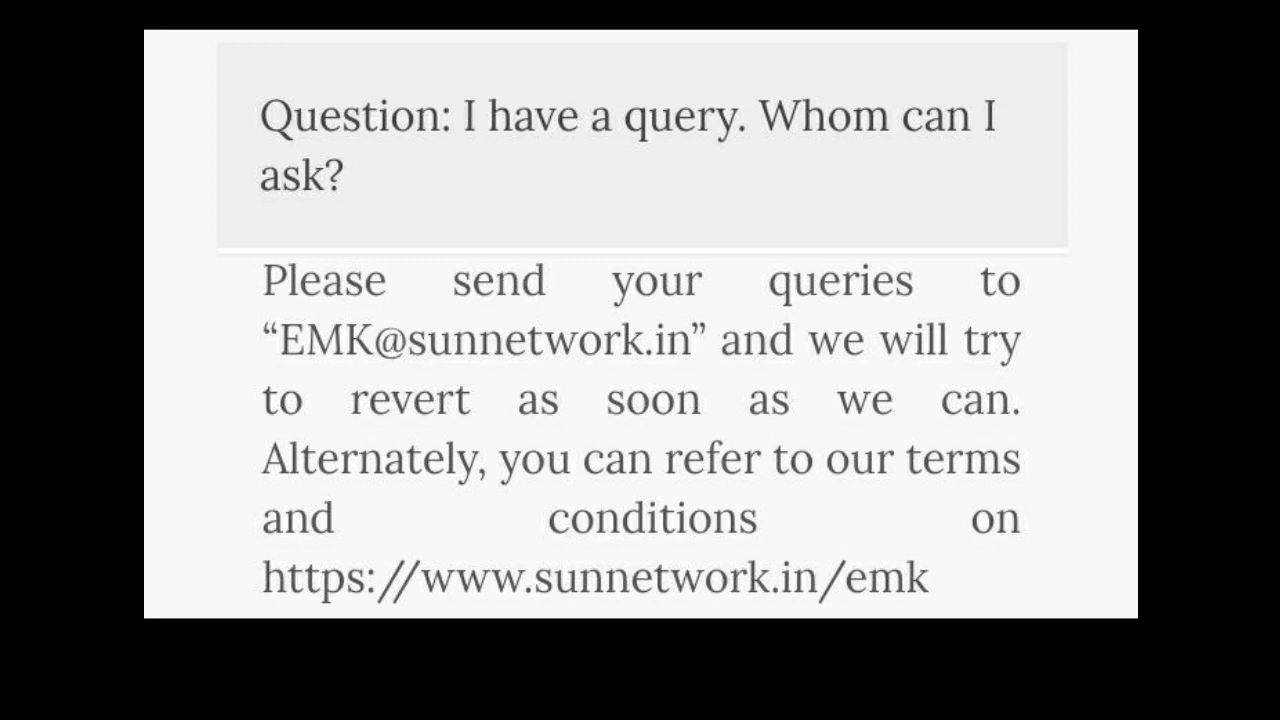 Question: I have a query. Whom can I
ask?
Please send your queries to
“EMK@sunnetwork.in” and we will try
to revert as soon as we can.
Alternately, you can refer to our terms
and conditions on
https://www.sunnetwork.in/emk